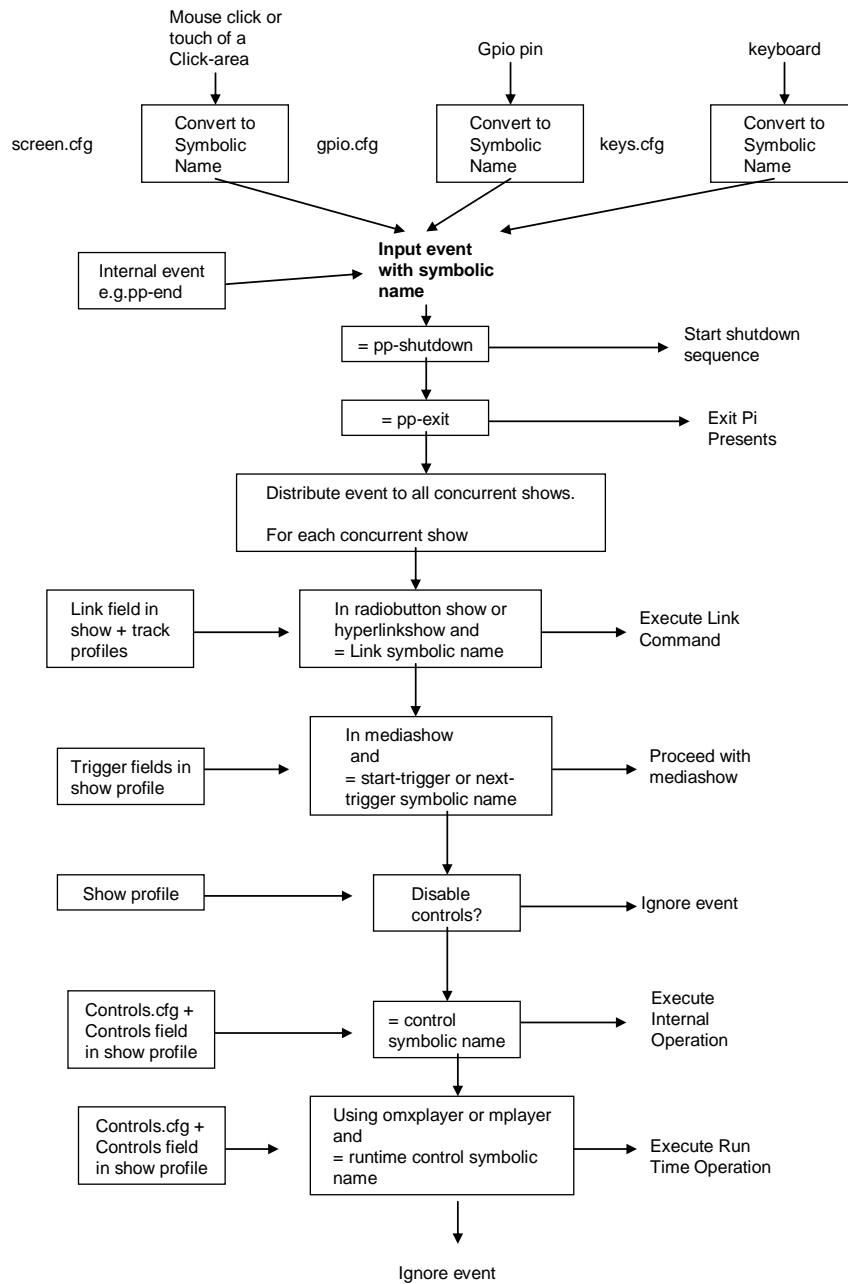 Mouse click or
touch of a
Click-area
Gpio pin
keyboard
screen.cfg
Convert to
Symbolic
Name
gpio.cfg
Convert to
Symbolic
Name
keys.cfg
Convert to
Symbolic
Name
Internal event
e.g.pp-end
Input event
with symbolic
name
= pp-shutdown
Start shutdown
sequence
= pp-exit
Exit Pi
Presents
Distribute event to all concurrent shows.
For each concurrent show
Link field in
show + track
profiles
In radiobutton show or
hyperlinkshow and
= Link symbolic name
Execute Link
Command
Trigger fields in
show profile
In mediashow
and
= start-trigger or next-
trigger symbolic name
Proceed with
mediashow
Show profile
Disable
controls?
Ignore event
Controls.cfg +
Controls field
in show profile
= control
symbolic name
Execute
Internal
Operation
Controls.cfg +
Controls field
in show profile
Using omxplayer or mplayer
and
= runtime control symbolic
name
Execute Run
Time Operation
Ignore event